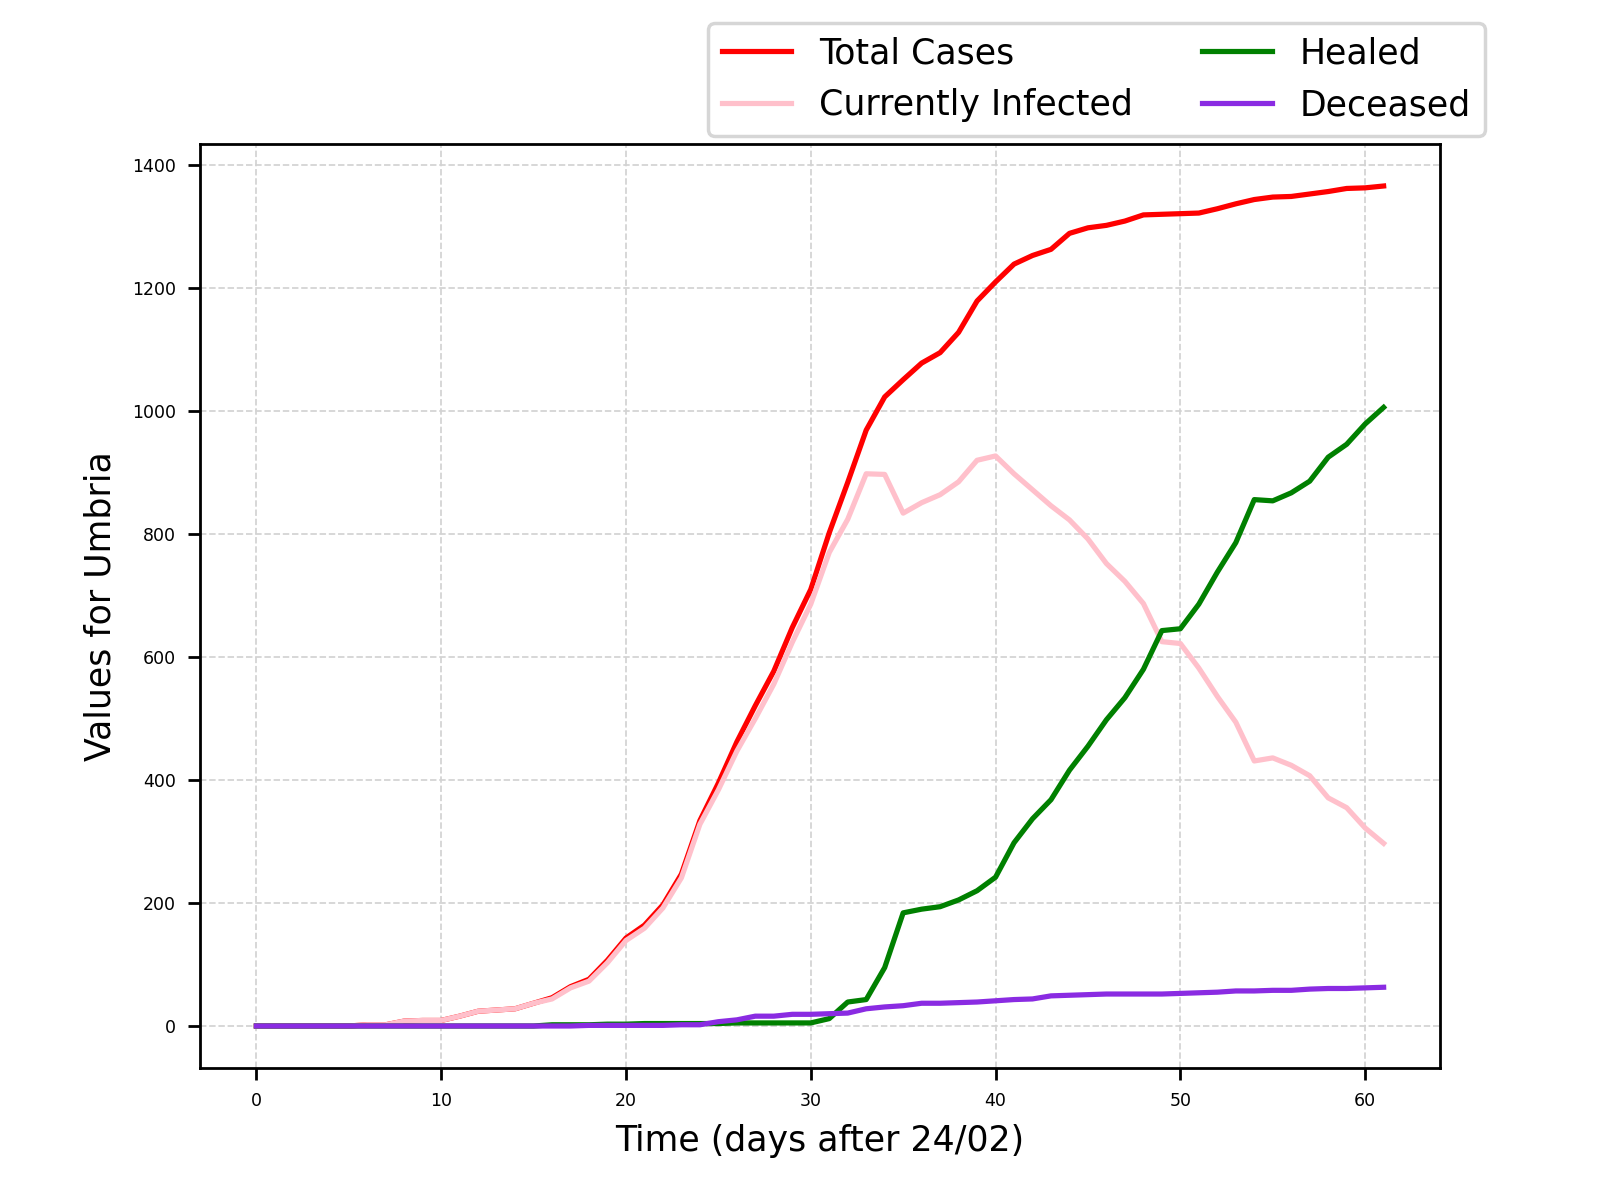 Total Cases
Currently Infected
Healed
Deceased
Values for Umbria
1400
1200
1000
800
600
400
200
0
0 10 20 30 40 50 60
Time (days after 24/02)